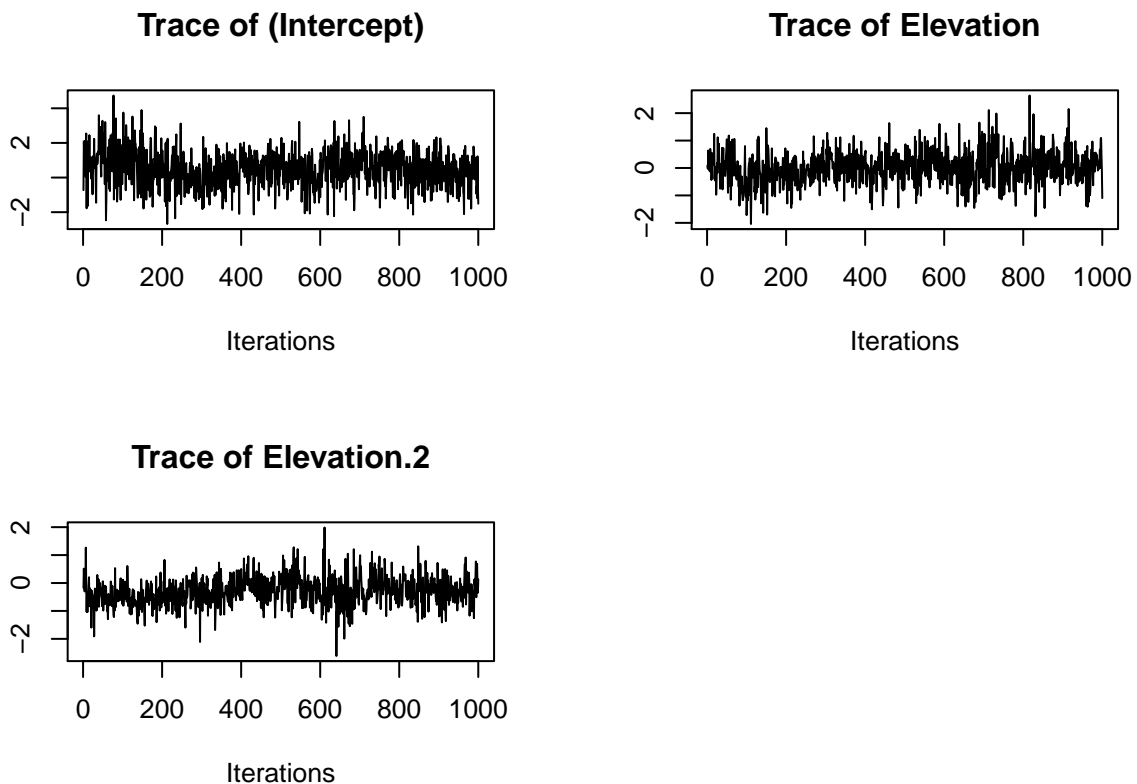 Trace of (Intercept)
2
−2
0 200 400 600 800 1000
Iterations
Trace of Elevation
2
0
−2
0 200 400 600 800 1000
Iterations
Trace of Elevation.2
2
0
−2
0 200 400 600 800 1000
Iterations